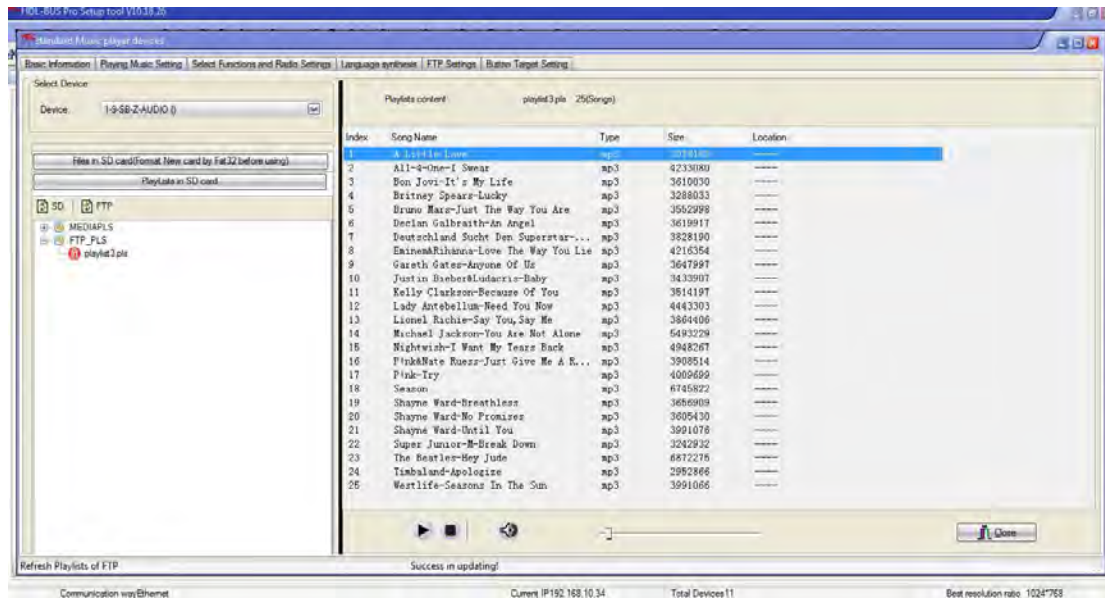 HDL-BUS Pro Setup tool V10.18.26
Standard Music player devices
Basic Information | Playing Music Setting | Select Functions and Radio Settings | Language synthesis | FTP Settings | Button Target Setting
Select Device
Device: 1-9-SB-Z-AUDIO ()
Files in SD card(Format New card by Fat32 before using)
PlayLists in SD card
SD FTP
MEDIAPLS
FTP_PLS
playlist3.pls
Playlists content playlist3.pls 25(Songs)
Index Song Name Type Size Location
1 A Little Love mp3 -----
2 All-4-One-I Swear mp3 4233080 -----
3 Bon Jovi-It's My Life mp3 3610030 -----
4 Britney Spears-Lucky mp3 3288033 -----
5 Bruno Mars-Just The Way You Are mp3 3552998 -----
6 Declan Galbraith-An Angel mp3 3619917 -----
7 Deutschland Sucht Den Superstar-... mp3 3828190 -----
8 Eminem&Rihanna-Love The Way You Lie mp3 4216354 -----
9 Gareth Gates-Anyone Of Us mp3 3647997 -----
10 Justin Bieber&Ludacris-Baby mp3 3433907 -----
11 Kelly Clarkson-Because Of You mp3 3514197 -----
12 Lady Antebellum-Need You Now mp3 4443303 -----
13 Lionel Richie-Say You,Say Me mp3 3864406 -----
14 Michael Jackson-You Are Not Alone mp3 5493229 -----
15 Nightwish-I Want My Tears Back mp3 4948267 -----
16 P!nk&Nate Ruess-Just Give Me A R... mp3 3908514 -----
17 P!nk-Try mp3 4009699 -----
18 Season mp3 6745822 -----
19 Shayne Ward-Breathless mp3 3656909 -----
20 Shayne Ward-No Promises mp3 3605430 -----
21 Shayne Ward-Until You mp3 3991076 -----
22 Super Junior-M-Break Down mp3 3242932 -----
23 The Beatles-Hey Jude mp3 6872275 -----
24 Timbaland-Apologize mp3 2952866 -----
25 Westlife-Seasons In The Sun mp3 3991066 -----
Close
Refresh Playlists of FTP Success in updating!
Communication way:Ethernet Current IP192.168.10.34 Total Devices11 Best resolution ratio 1024*768